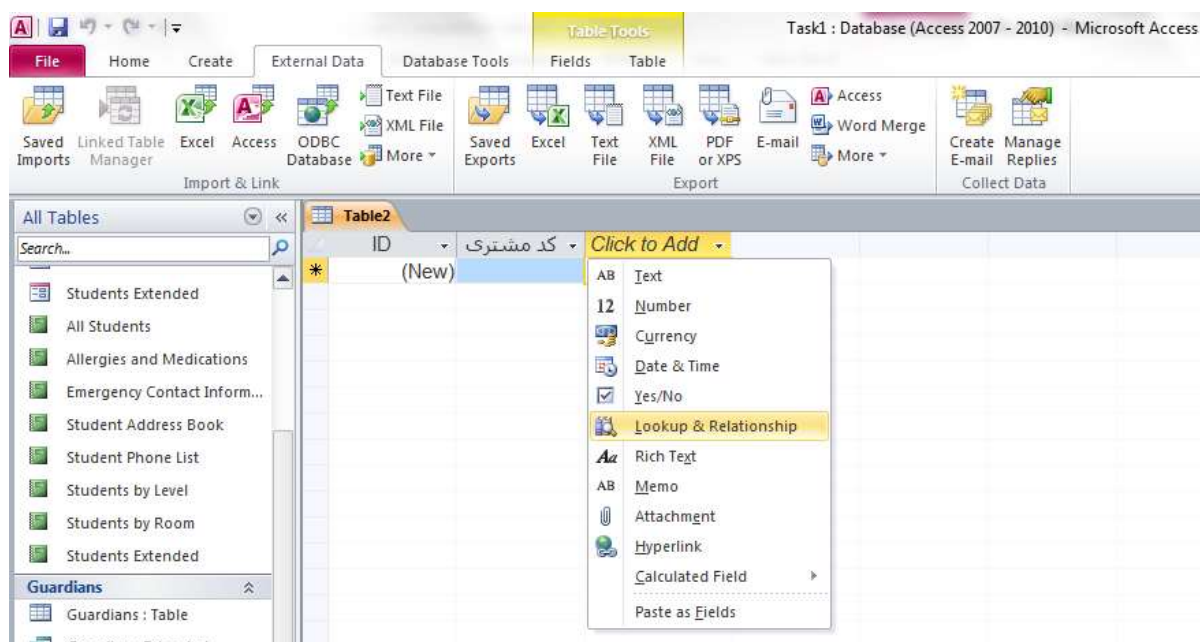 Table Tools
Task1 : Database (Access 2007 - 2010) - Microsoft Access
File Home Create External Data Database Tools Fields Table
Saved Imports
Linked Table Manager
Excel
Access
ODBC Database
Text File
XML File
More
Import & Link
Saved Exports
Excel
Text File
XML File
PDF or XPS
E-mail
Access
Word Merge
More
Export
Create E-mail
Manage Replies
Collect Data
All Tables
Search...
Students Extended
All Students
Allergies and Medications
Emergency Contact Inform...
Student Address Book
Student Phone List
Students by Level
Students by Room
Students Extended
Guardians
Guardians : Table
Table2
ID کد مشتری Click to Add
(New)
AB Text
12 Number
Currency
Date & Time
Yes/No
Lookup & Relationship
Aa Rich Text
AB Memo
Attachment
Hyperlink
Calculated Field
Paste as Fields